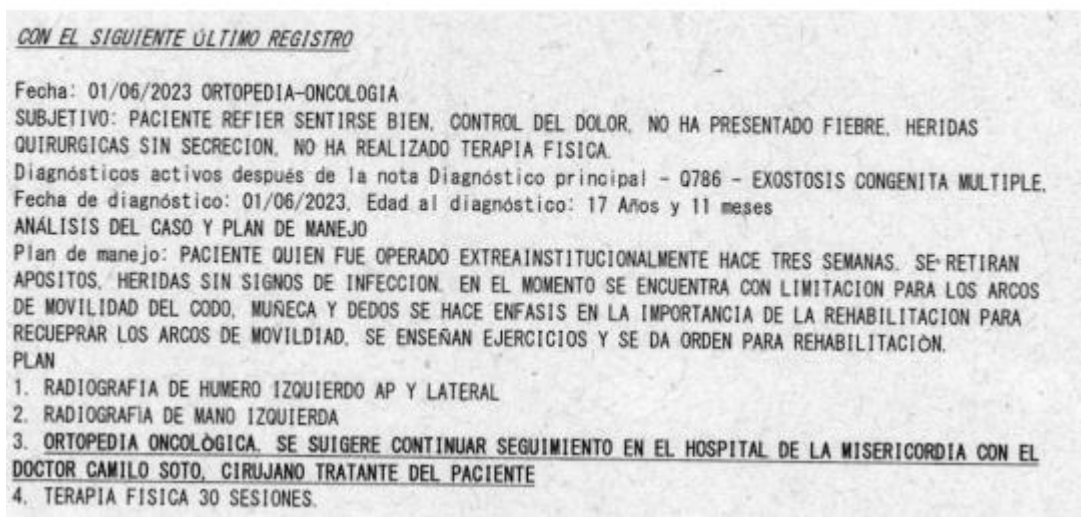 CON EL SIGUIENTE ÚLTIMO REGISTRO
Fecha: 01/06/2023 ORTOPEDIA-ONCOLOGIA
SUBJETIVO: PACIENTE REFIER SENTIRSE BIEN, CONTROL DEL DOLOR, NO HA PRESENTADO FIEBRE, HERIDAS
QUIRURGICAS SIN SECRECION, NO HA REALIZADO TERAPIA FISICA.
Diagnósticos activos después de la nota Diagnóstico principal - Q786 - EXOSTOSIS CONGENITA MULTIPLE,
Fecha de diagnóstico: 01/06/2023, Edad al diagnóstico: 17 Años y 11 meses
ANÁLISIS DEL CASO Y PLAN DE MANEJO
Plan de manejo: PACIENTE QUIEN FUE OPERADO EXTREAINSTITUCIONALMENTE HACE TRES SEMANAS. SE RETIRAN
APOSITOS, HERIDAS SIN SIGNOS DE INFECCION. EN EL MOMENTO SE ENCUENTRA CON LIMITACION PARA LOS ARCOS
DE MOVILIDAD DEL CODO, MUÑECA Y DEDOS SE HACE ENFASIS EN LA IMPORTANCIA DE LA REHABILITACION PARA
RECUEPRAR LOS ARCOS DE MOVILDIAD. SE ENSEÑAN EJERCICIOS Y SE DA ORDEN PARA REHABILITACIÒN.
PLAN
1. RADIOGRAFIA DE HUMERO IZQUIERDO AP Y LATERAL
2. RADIOGRAFÌA DE MANO IZQUIERDA
3. ORTOPEDIA ONCOLÒGICA. SE SUIGERE CONTINUAR SEGUIMIENTO EN EL HOSPITAL DE LA MISERICORDIA CON EL
DOCTOR CAMILO SOTO, CIRUJANO TRATANTE DEL PACIENTE
4. TERAPIA FISICA 30 SESIONES.